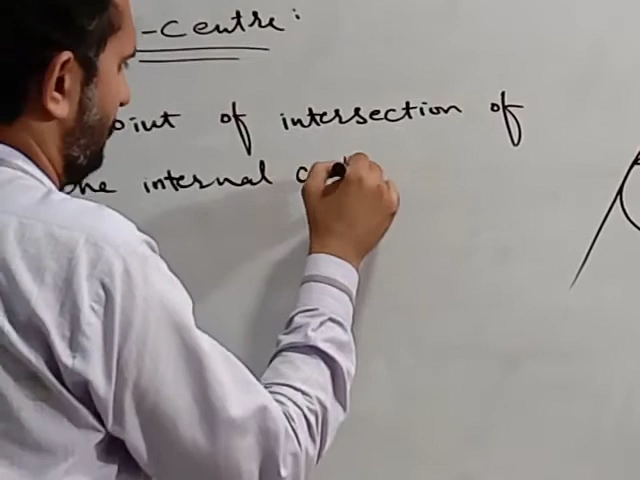 -Centre:
oint of intersection of
he internal